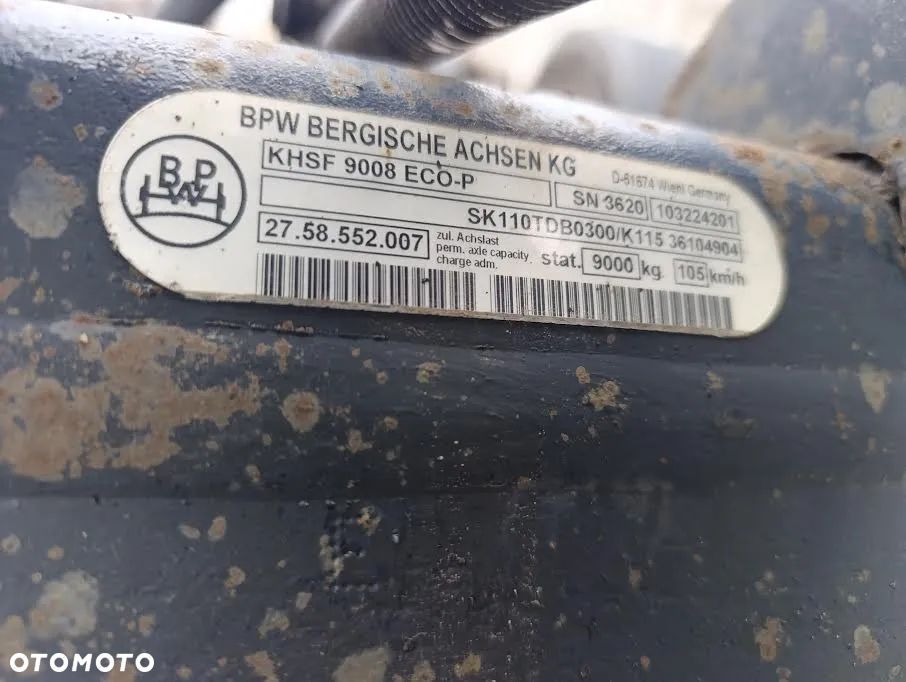 BPW BERGISCHE ACHSEN KG D-51674 Wiehl Germany
BPW
KHSF 9008 ECO-P SN 3620 103224201
SK110TDB0300/K115 36104904
27.58.552.007 zul. Achslast
perm. axle capacity
charge adm. stat. 9000 kg 105 km/h
OTOMOTO